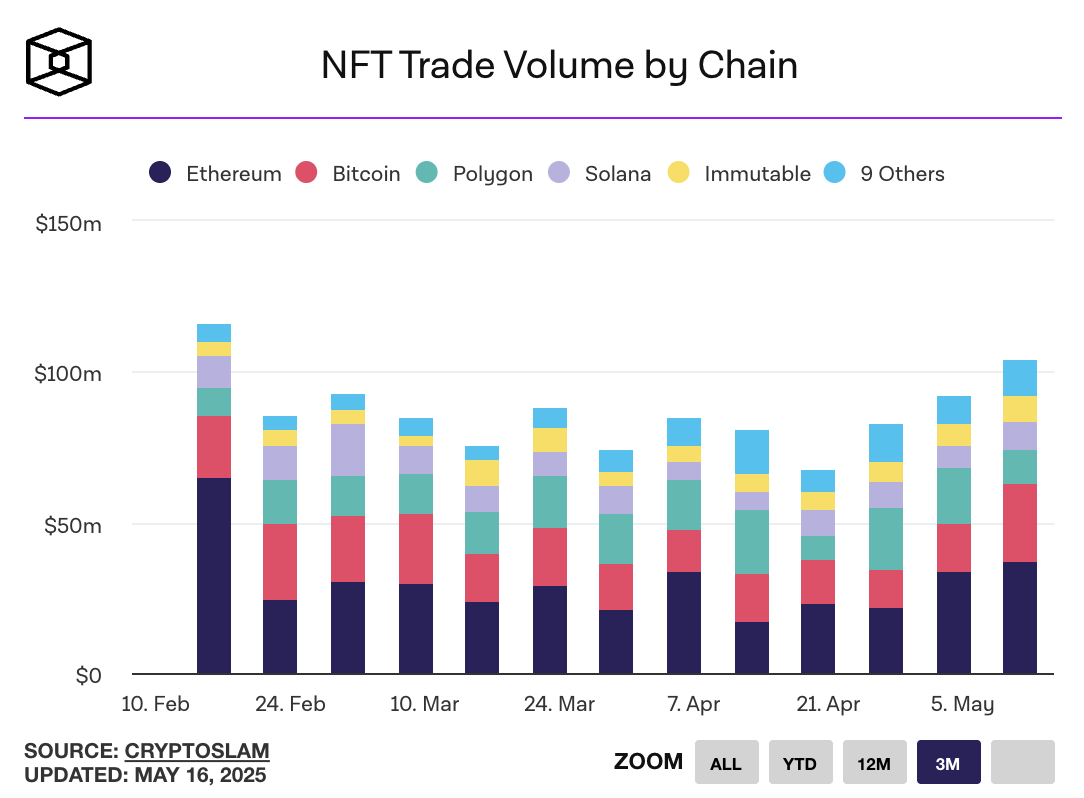 NFT Trade Volume by Chain
Ethereum Bitcoin Polygon Solana Immutable 9 Others
$150m
$100m
$50m
$0
10. Feb 24. Feb 10. Mar 24. Mar 7. Apr 21. Apr 5. May
SOURCE: CRYPTOSLAM
UPDATED: MAY 16, 2025
ZOOM ALL YTD 12M 3M